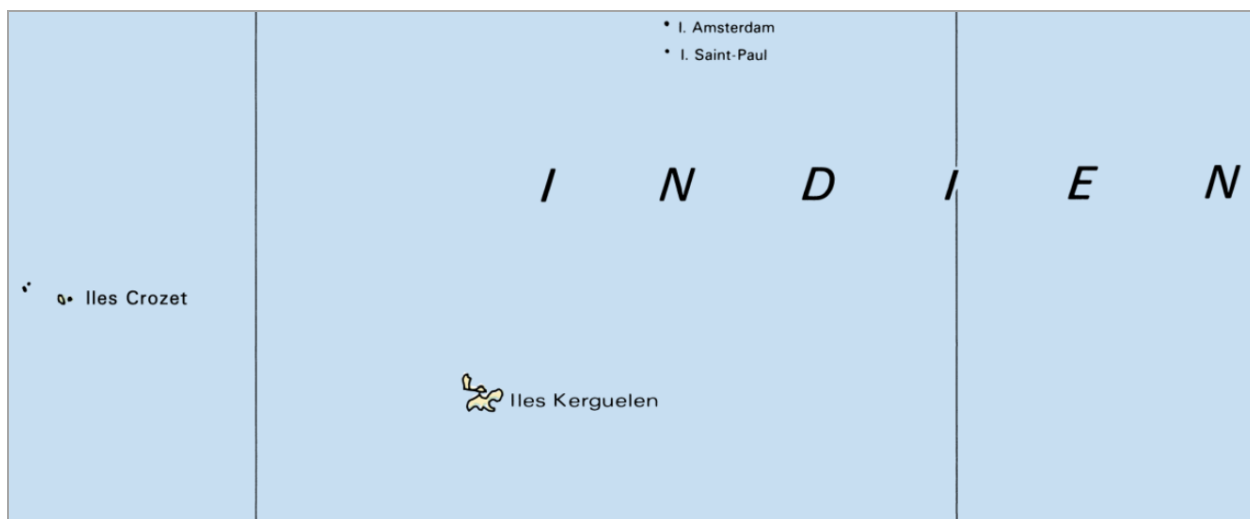 I. Amsterdam
I. Saint-Paul
I N D I E N
Iles Crozet
Iles Kerguelen